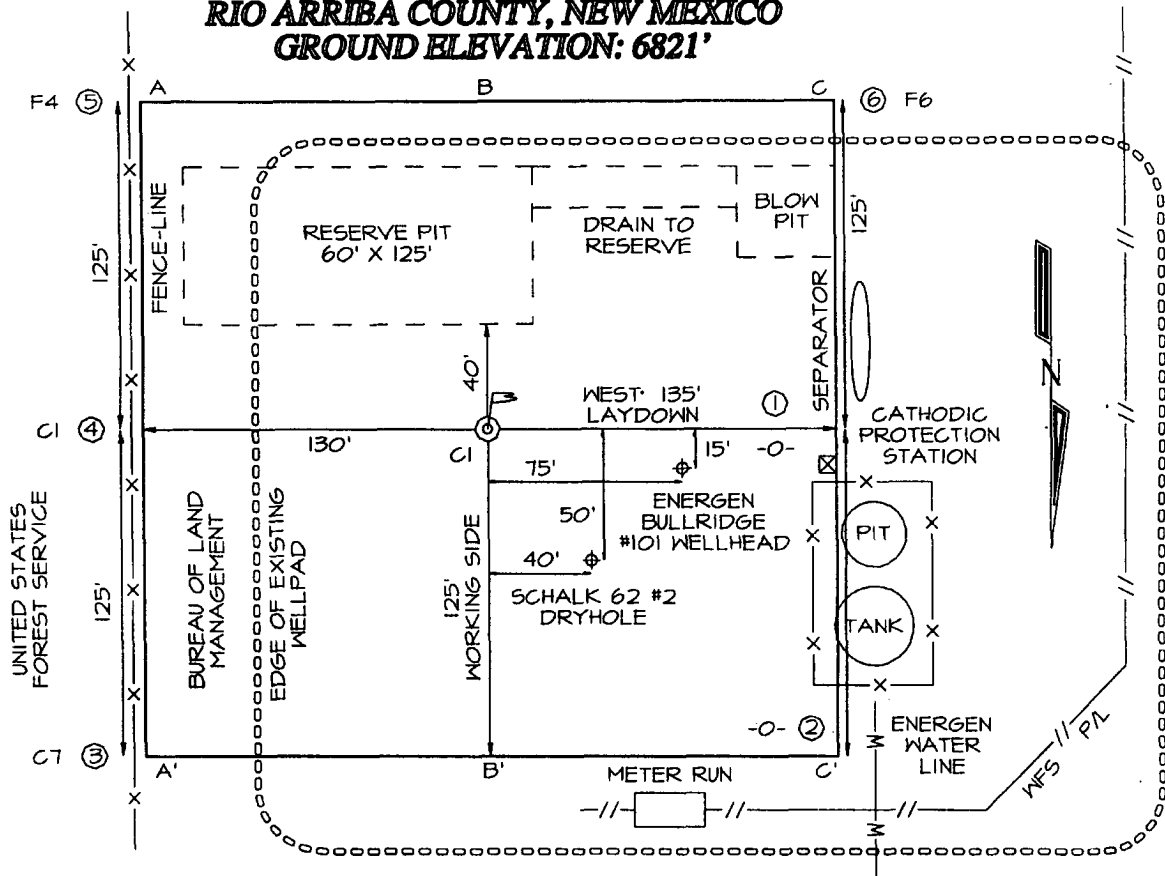 RIO ARRIBA COUNTY, NEW MEXICO
GROUND ELEVATION: 6821'
A
B
C
F4 5
6 F6
FENCE-LINE
125'
RESERVE PIT
60' X 125'
DRAIN TO
RESERVE
BLOW
PIT
125'
SEPARATOR
40'
WEST 135'
LAYDOWN
1
N
C1 4
130'
C1
75'
15'
-0-
CATHODIC
PROTECTION
STATION
50'
ENERGEN
BULLRIDGE
#101 WELLHEAD
PIT
40'
SCHALK 62 #2
DRYHOLE
TANK
UNITED STATES
FOREST SERVICE
125'
BUREAU OF LAND
MANAGEMENT
EDGE OF EXISTING
WELLPAD
125'
WORKING SIDE
-0- 2
ENERGEN
WATER
LINE
C7 3
A'
B'
C'
METER RUN
WFS P/L